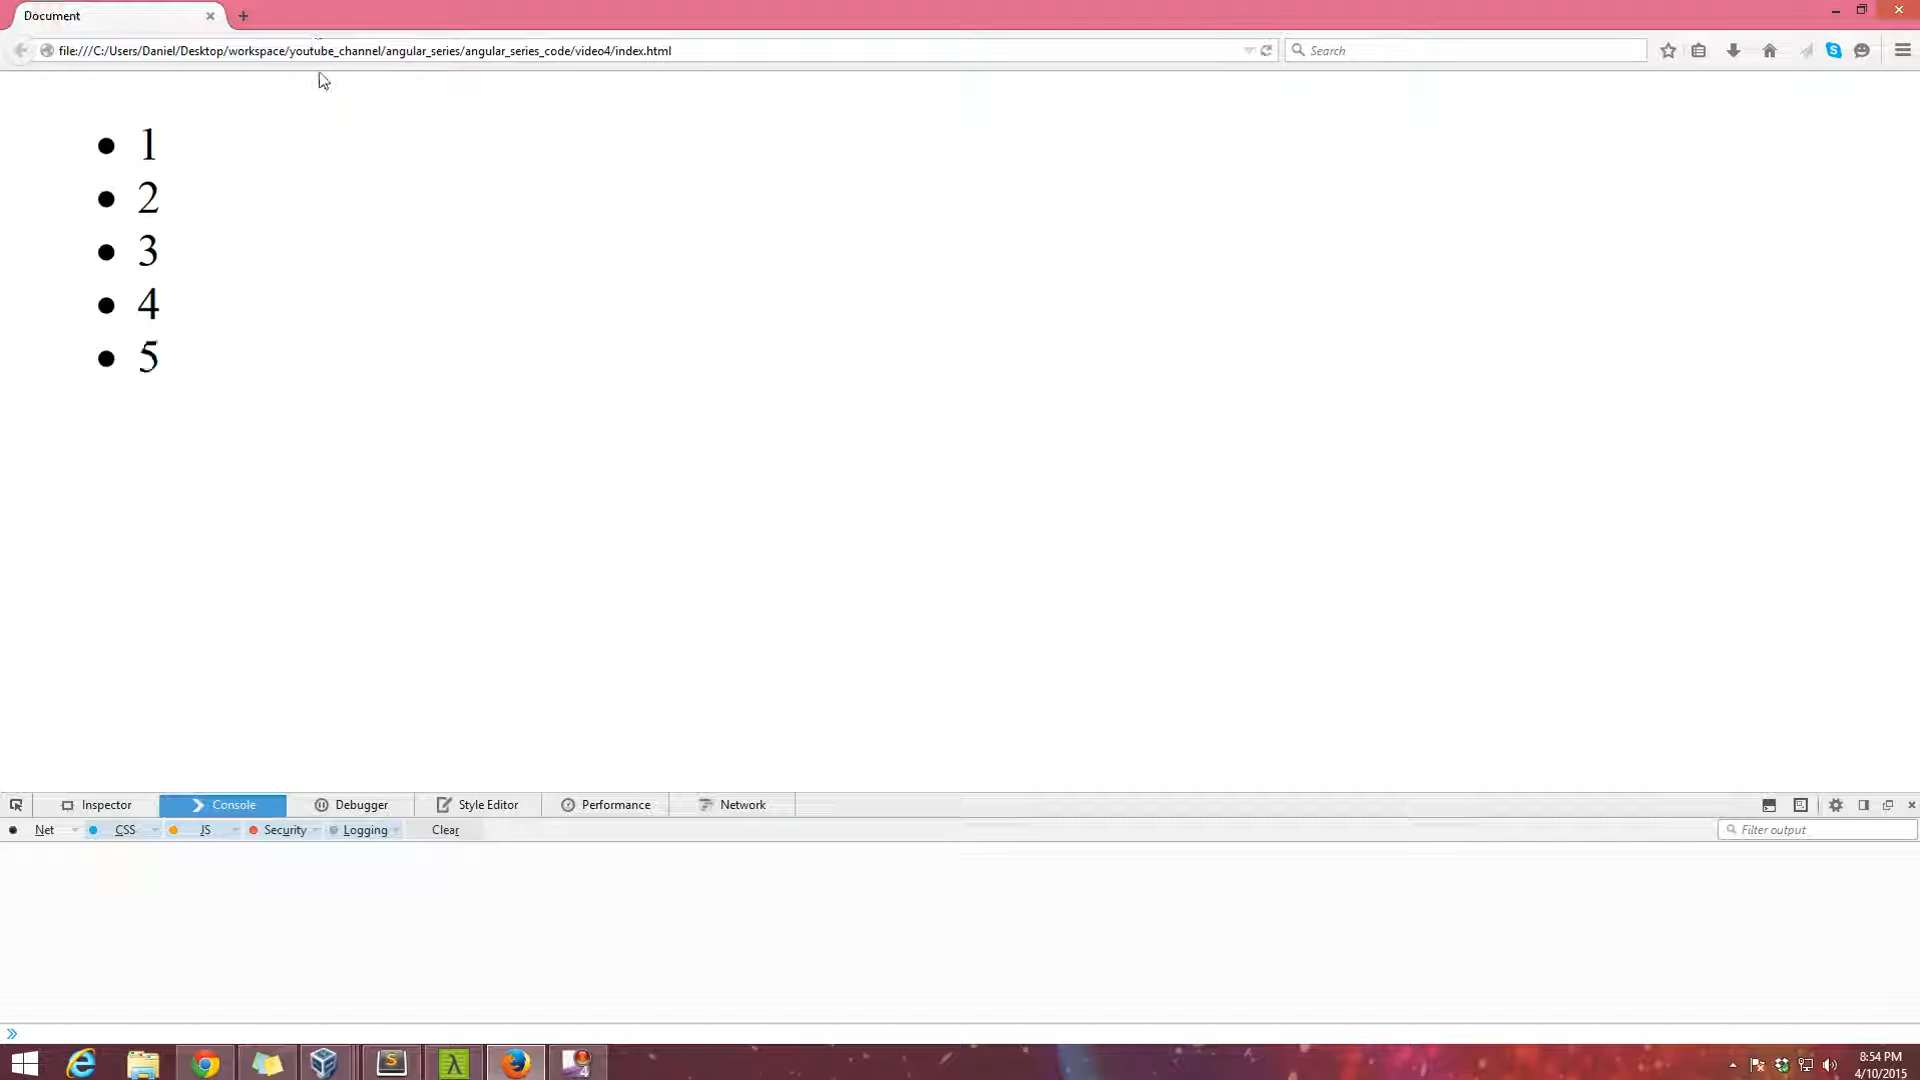 Document
file:///C:/Users/Daniel/Desktop/workspace/youtube_channel/angular_series/angular_series_code/video4/index.html
Search
1
2
3
4
5
Inspector Console Debugger Style Editor Performance Network
Net CSS JS Security Logging Clear Filter output
8:54 PM
4/10/2015